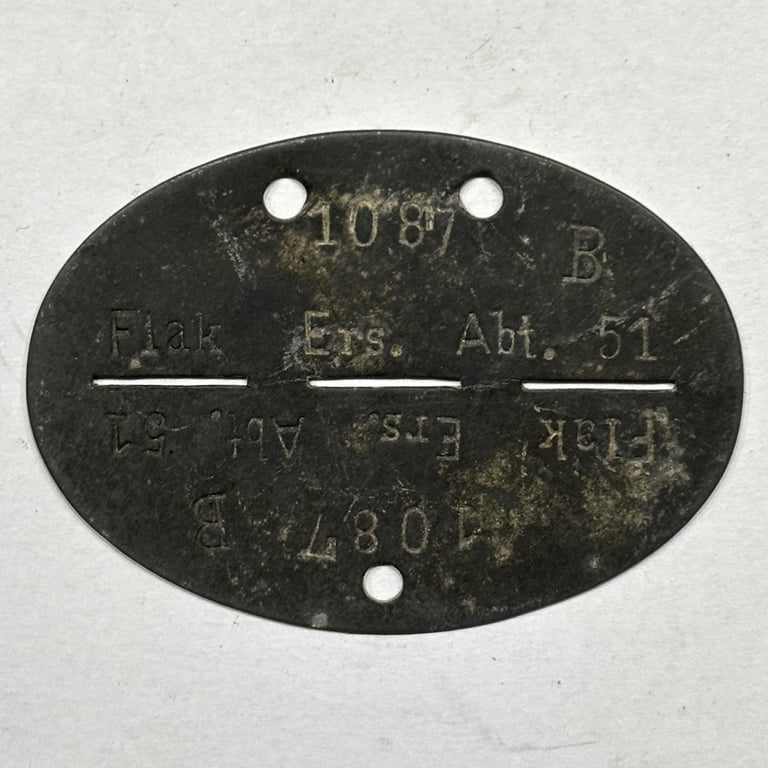 1087
B
Flak Ers. Abt. 51
Flak Ers. Abt. 51
1087 B